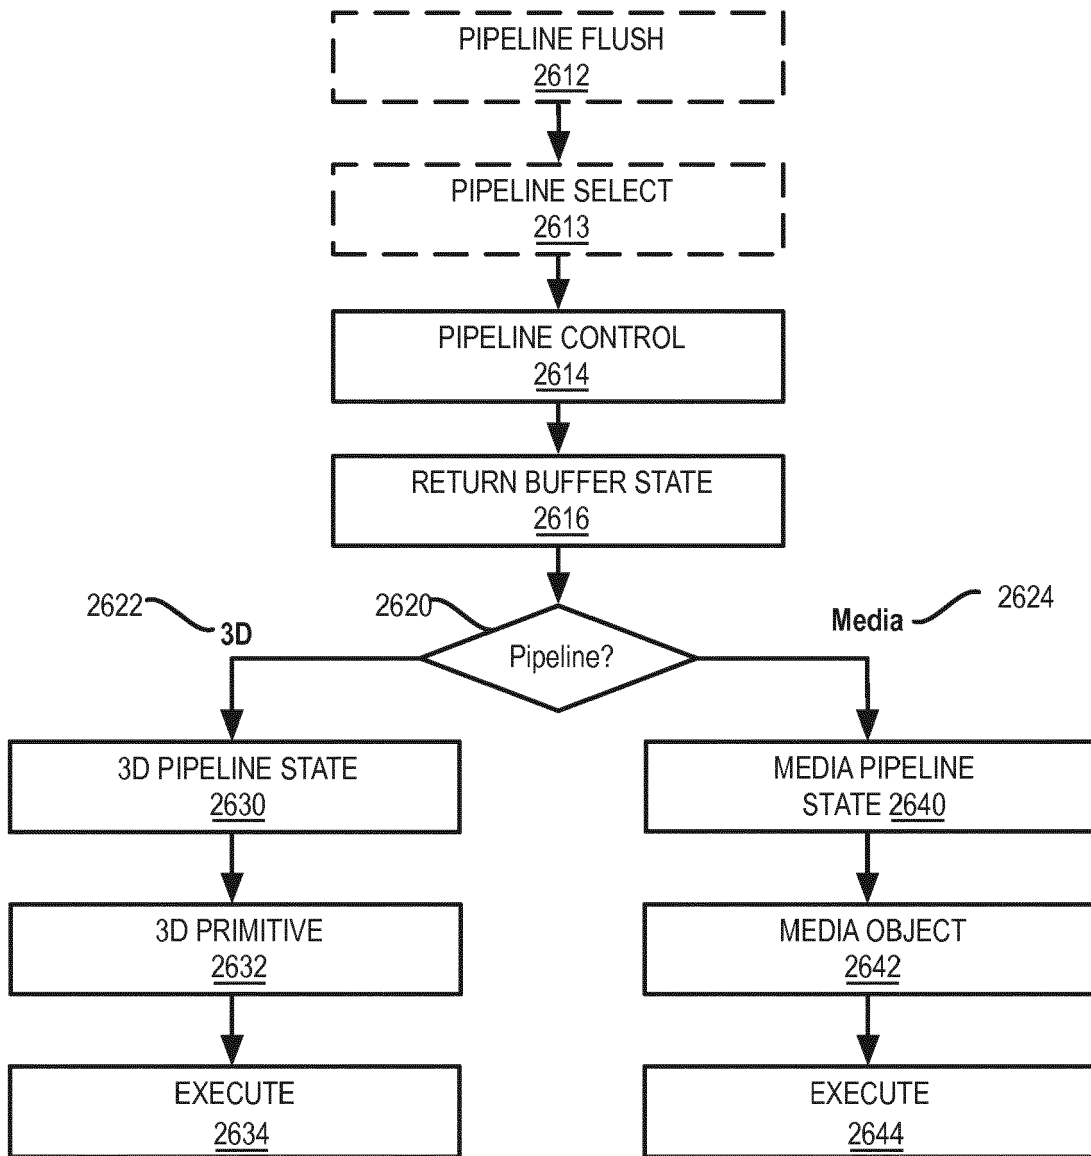 PIPELINE FLUSH
2612
PIPELINE SELECT
2613
PIPELINE CONTROL
2614
RETURN BUFFER STATE
2616
2622
3D
2620
Pipeline?
Media
2624
3D PIPELINE STATE
2630
MEDIA PIPELINE
STATE 2640
3D PRIMITIVE
2632
MEDIA OBJECT
2642
EXECUTE
2634
EXECUTE
2644